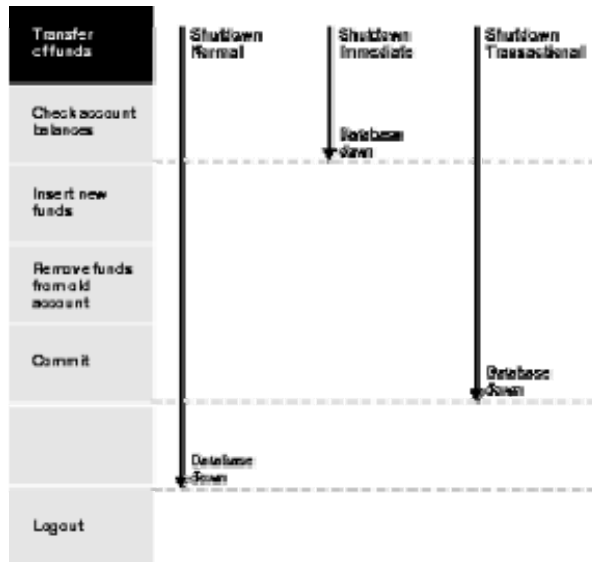 Transfer
of funds
Shutdown
Normal
Shutdown
Immediate
Shutdown
Transactional
Check account
balances
Database
down
Insert new
funds
Remove funds
from old
account
Commit
Database
down
Database
down
Logout